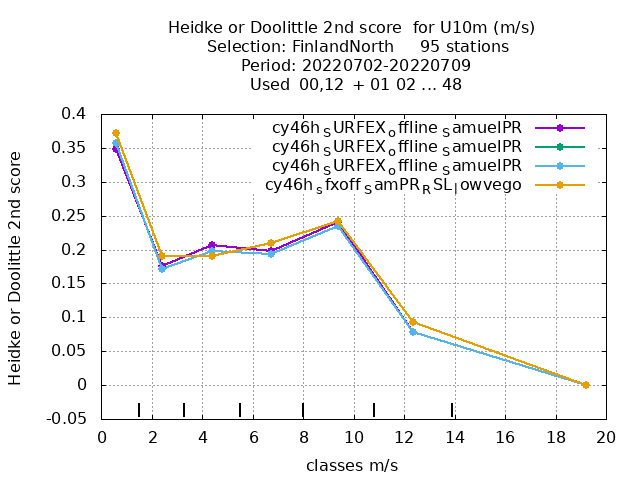 Heidke or Doolittle 2nd score for U10m (m/s)
Selection: FinlandNorth 95 stations
Period: 20220702-20220709
Used 00,12 + 01 02 ... 48
Heidke or Doolittle 2nd score
0.4
0.35
0.3
0.25
0.2
0.15
0.1
0.05
0
-0.05
cy46h_SURFEX_offline_SamuelPR
cy46h_SURFEX_offline_SamuelPR
cy46h_SURFEX_offline_SamuelPR
cy46h_sfxoff_SamPR_RSL_lowvego
0 2 4 6 8 10 12 14 16 18 20
classes m/s